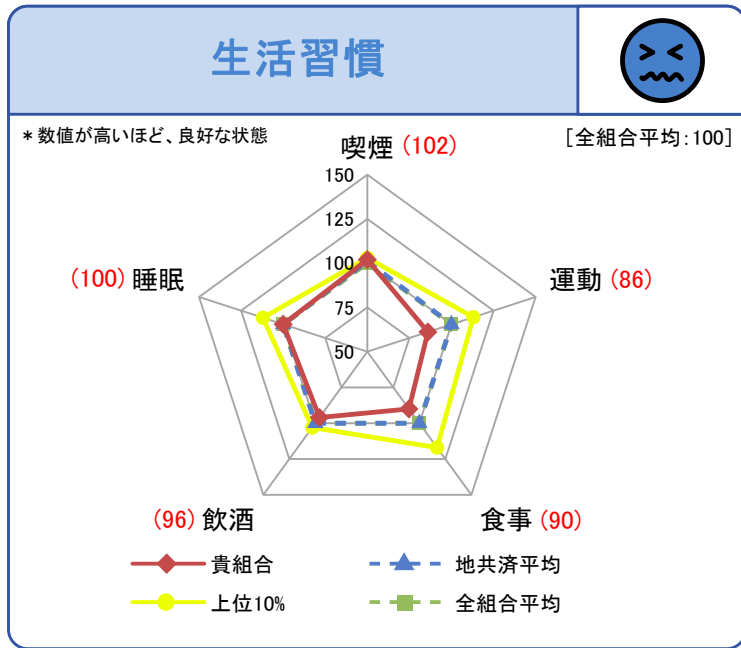 生活習慣
*数値が高いほど、良好な状態
[全組合平均:100]
喫煙 (102)
150
125
100
75
50
(100) 睡眠
運動 (86)
(96) 飲酒
食事 (90)
貴組合
地共済平均
上位10%
全組合平均